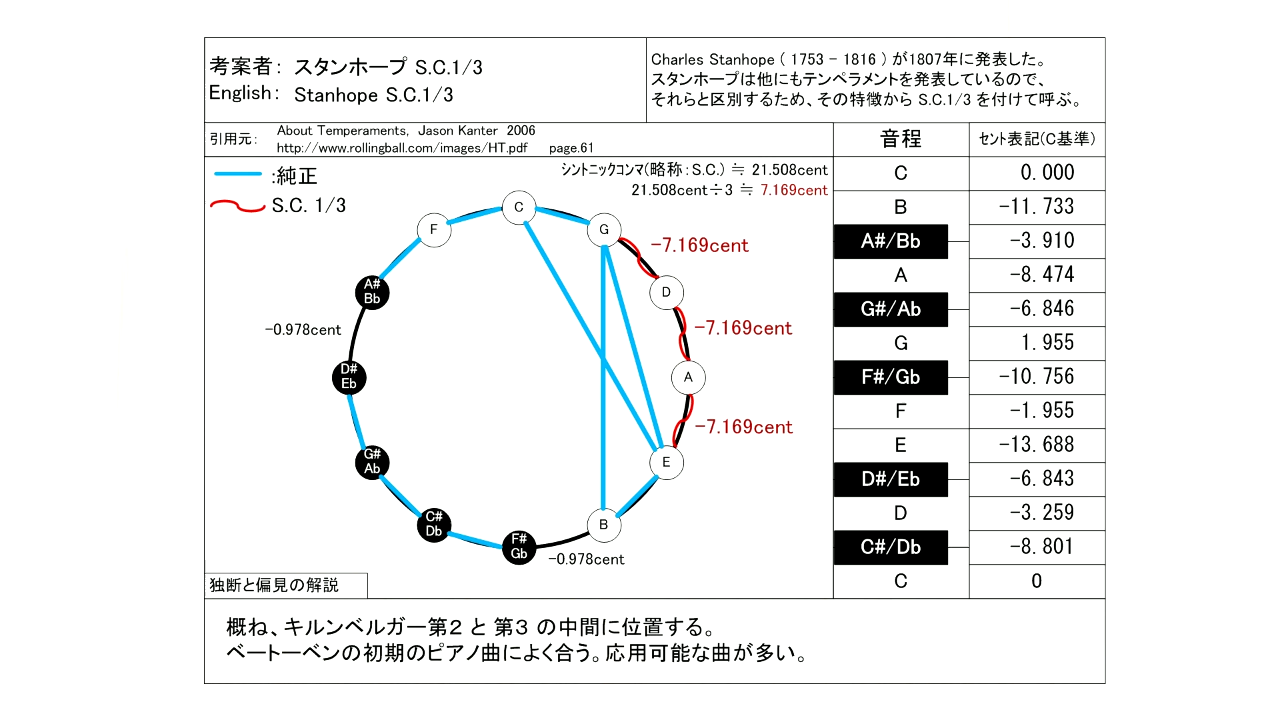 考案者： スタンホープ S.C.1/3
English： Stanhope S.C.1/3
Charles Stanhope ( 1753 - 1816 ) が1807年に発表した。
スタンホープは他にもテンペラメントを発表しているので、
それらと区別するため、その特徴から S.C.1/3 を付けて呼ぶ。
引用元：
About Temperaments, Jason Kanter 2006
http://www.rollingball.com/images/HT.pdf page.61
:純正
S.C. 1/3
シントニックコンマ(略称：S.C.) ≒ 21.508cent
21.508cent÷3 ≒ 7.169cent
C
G
D
A
E
B
F#
Gb
C#
Db
G#
Ab
D#
Eb
A#
Bb
F
-7.169cent
-7.169cent
-7.169cent
-0.978cent
-0.978cent
音程 セント表記(C基準)
C 0.000
B -11.733
A#/Bb -3.910
A -8.474
G#/Ab -6.846
G 1.955
F#/Gb -10.756
F -1.955
E -13.688
D#/Eb -6.843
D -3.259
C#/Db -8.801
C 0
独断と偏見の解説
概ね、キルンベルガー第２ と 第３ の中間に位置する。
ベートーベンの初期のピアノ曲によく合う。応用可能な曲が多い。